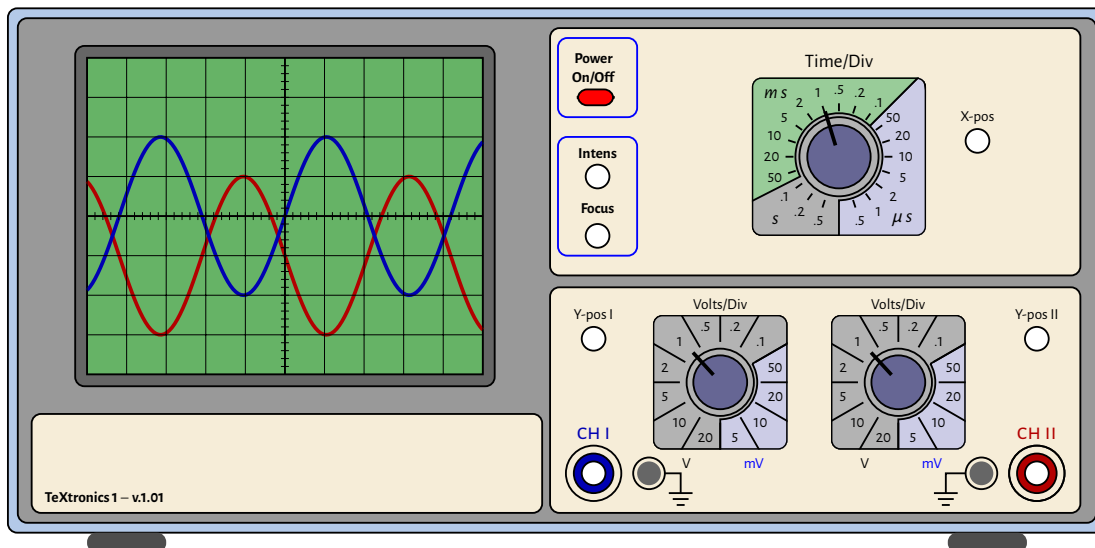 Power
On/Off
Intens
Focus
Time/Div
ms
5
10
20
50
2
1
.5
.2
.1
50
20
10
5
2
1
.5
µs
.1
.2
.5
s
X-pos
Y-pos I
Volts/Div
5
2
1
.5
.2
.1
50
20
10
5
20
10
V
mV
CH I
Volts/Div
5
2
1
.5
.2
.1
50
20
10
5
20
10
V
mV
Y-pos II
CH II
TeXtronics 1 – v.1.01